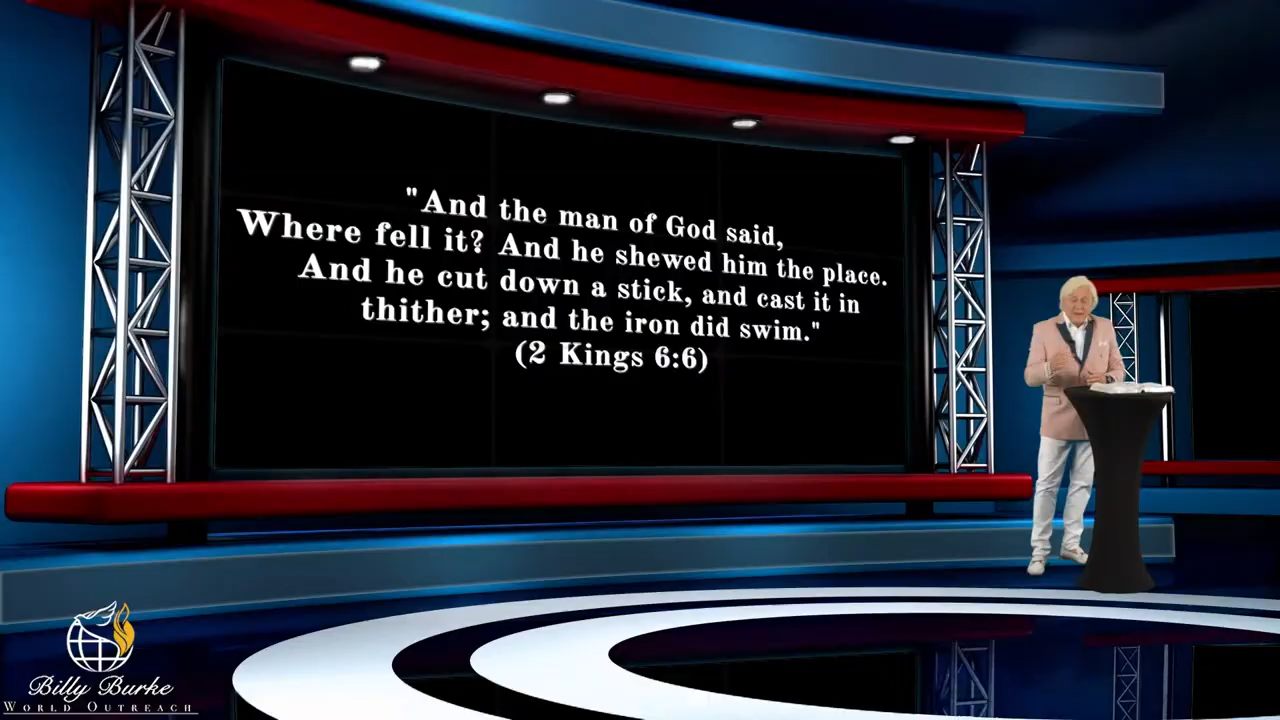 "And the man of God said,
Where fell it? And he shewed him the place.
And he cut down a stick, and cast it in
thither; and the iron did swim."
(2 Kings 6:6)
Billy Burke
World Outreach